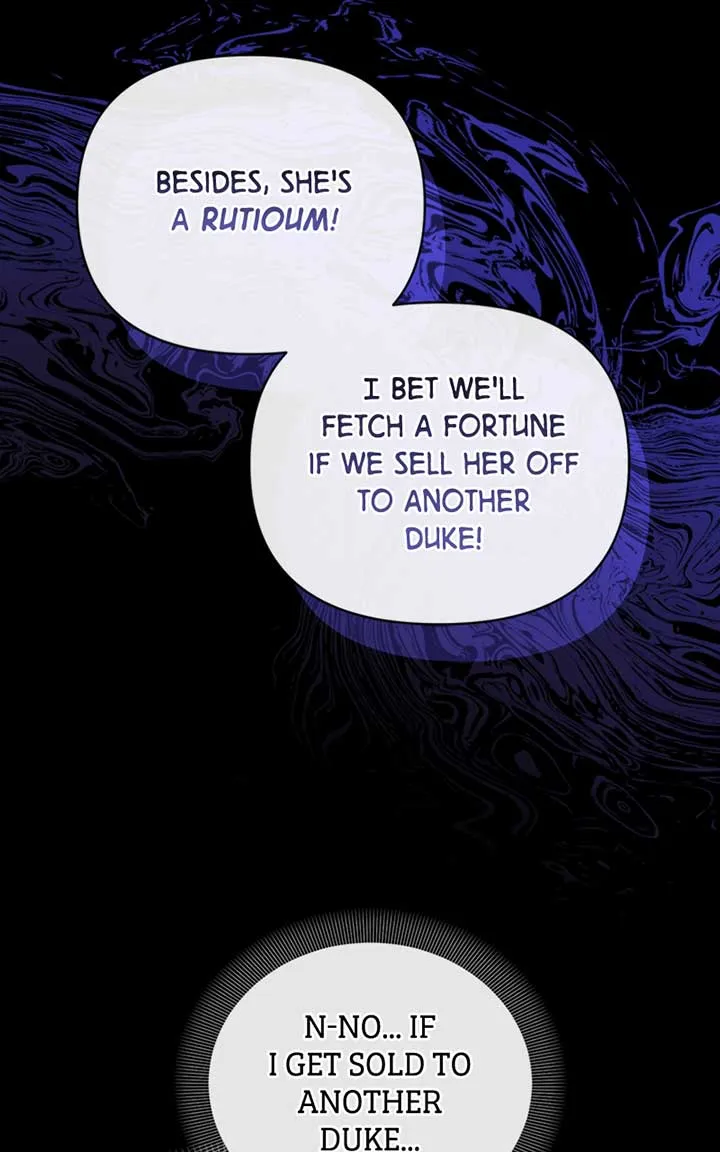 BESIDES, SHE'S
A RUTIOUM!
I BET WE'LL
FETCH A FORTUNE
IF WE SELL HER OFF
TO ANOTHER
DUKE!
N-NO... IF
I GET SOLD TO
ANOTHER
DUKE...